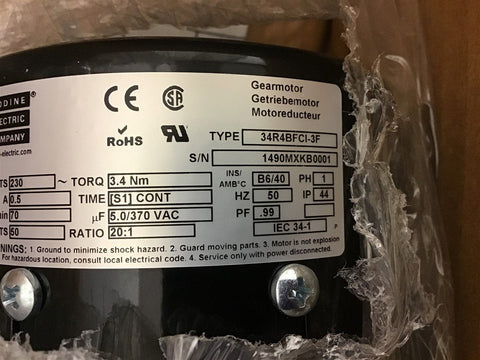 ODINE ®
LECTRIC
OMPANY
-electric.com
CE SA
RoHS UR
Gearmotor
Getriebemotor
Motoreducteur
TYPE 34R4BFCI-3F
S/N 1490MXKB0001
TS 230 ~ TORQ 3.4 Nm INS/AMB°C B6/40 PH 1
A 0.5 TIME [S1] CONT HZ 50 IP 44
min 70 µF 5.0/370 VAC PF .99
TS 50 RATIO 20:1 IEC 34-1 P
NINGS: 1. Ground to minimize shock hazard. 2. Guard moving parts. 3. Motor is not explosion
For hazardous location, consult local electrical code. 4. Service only with power disconnected.